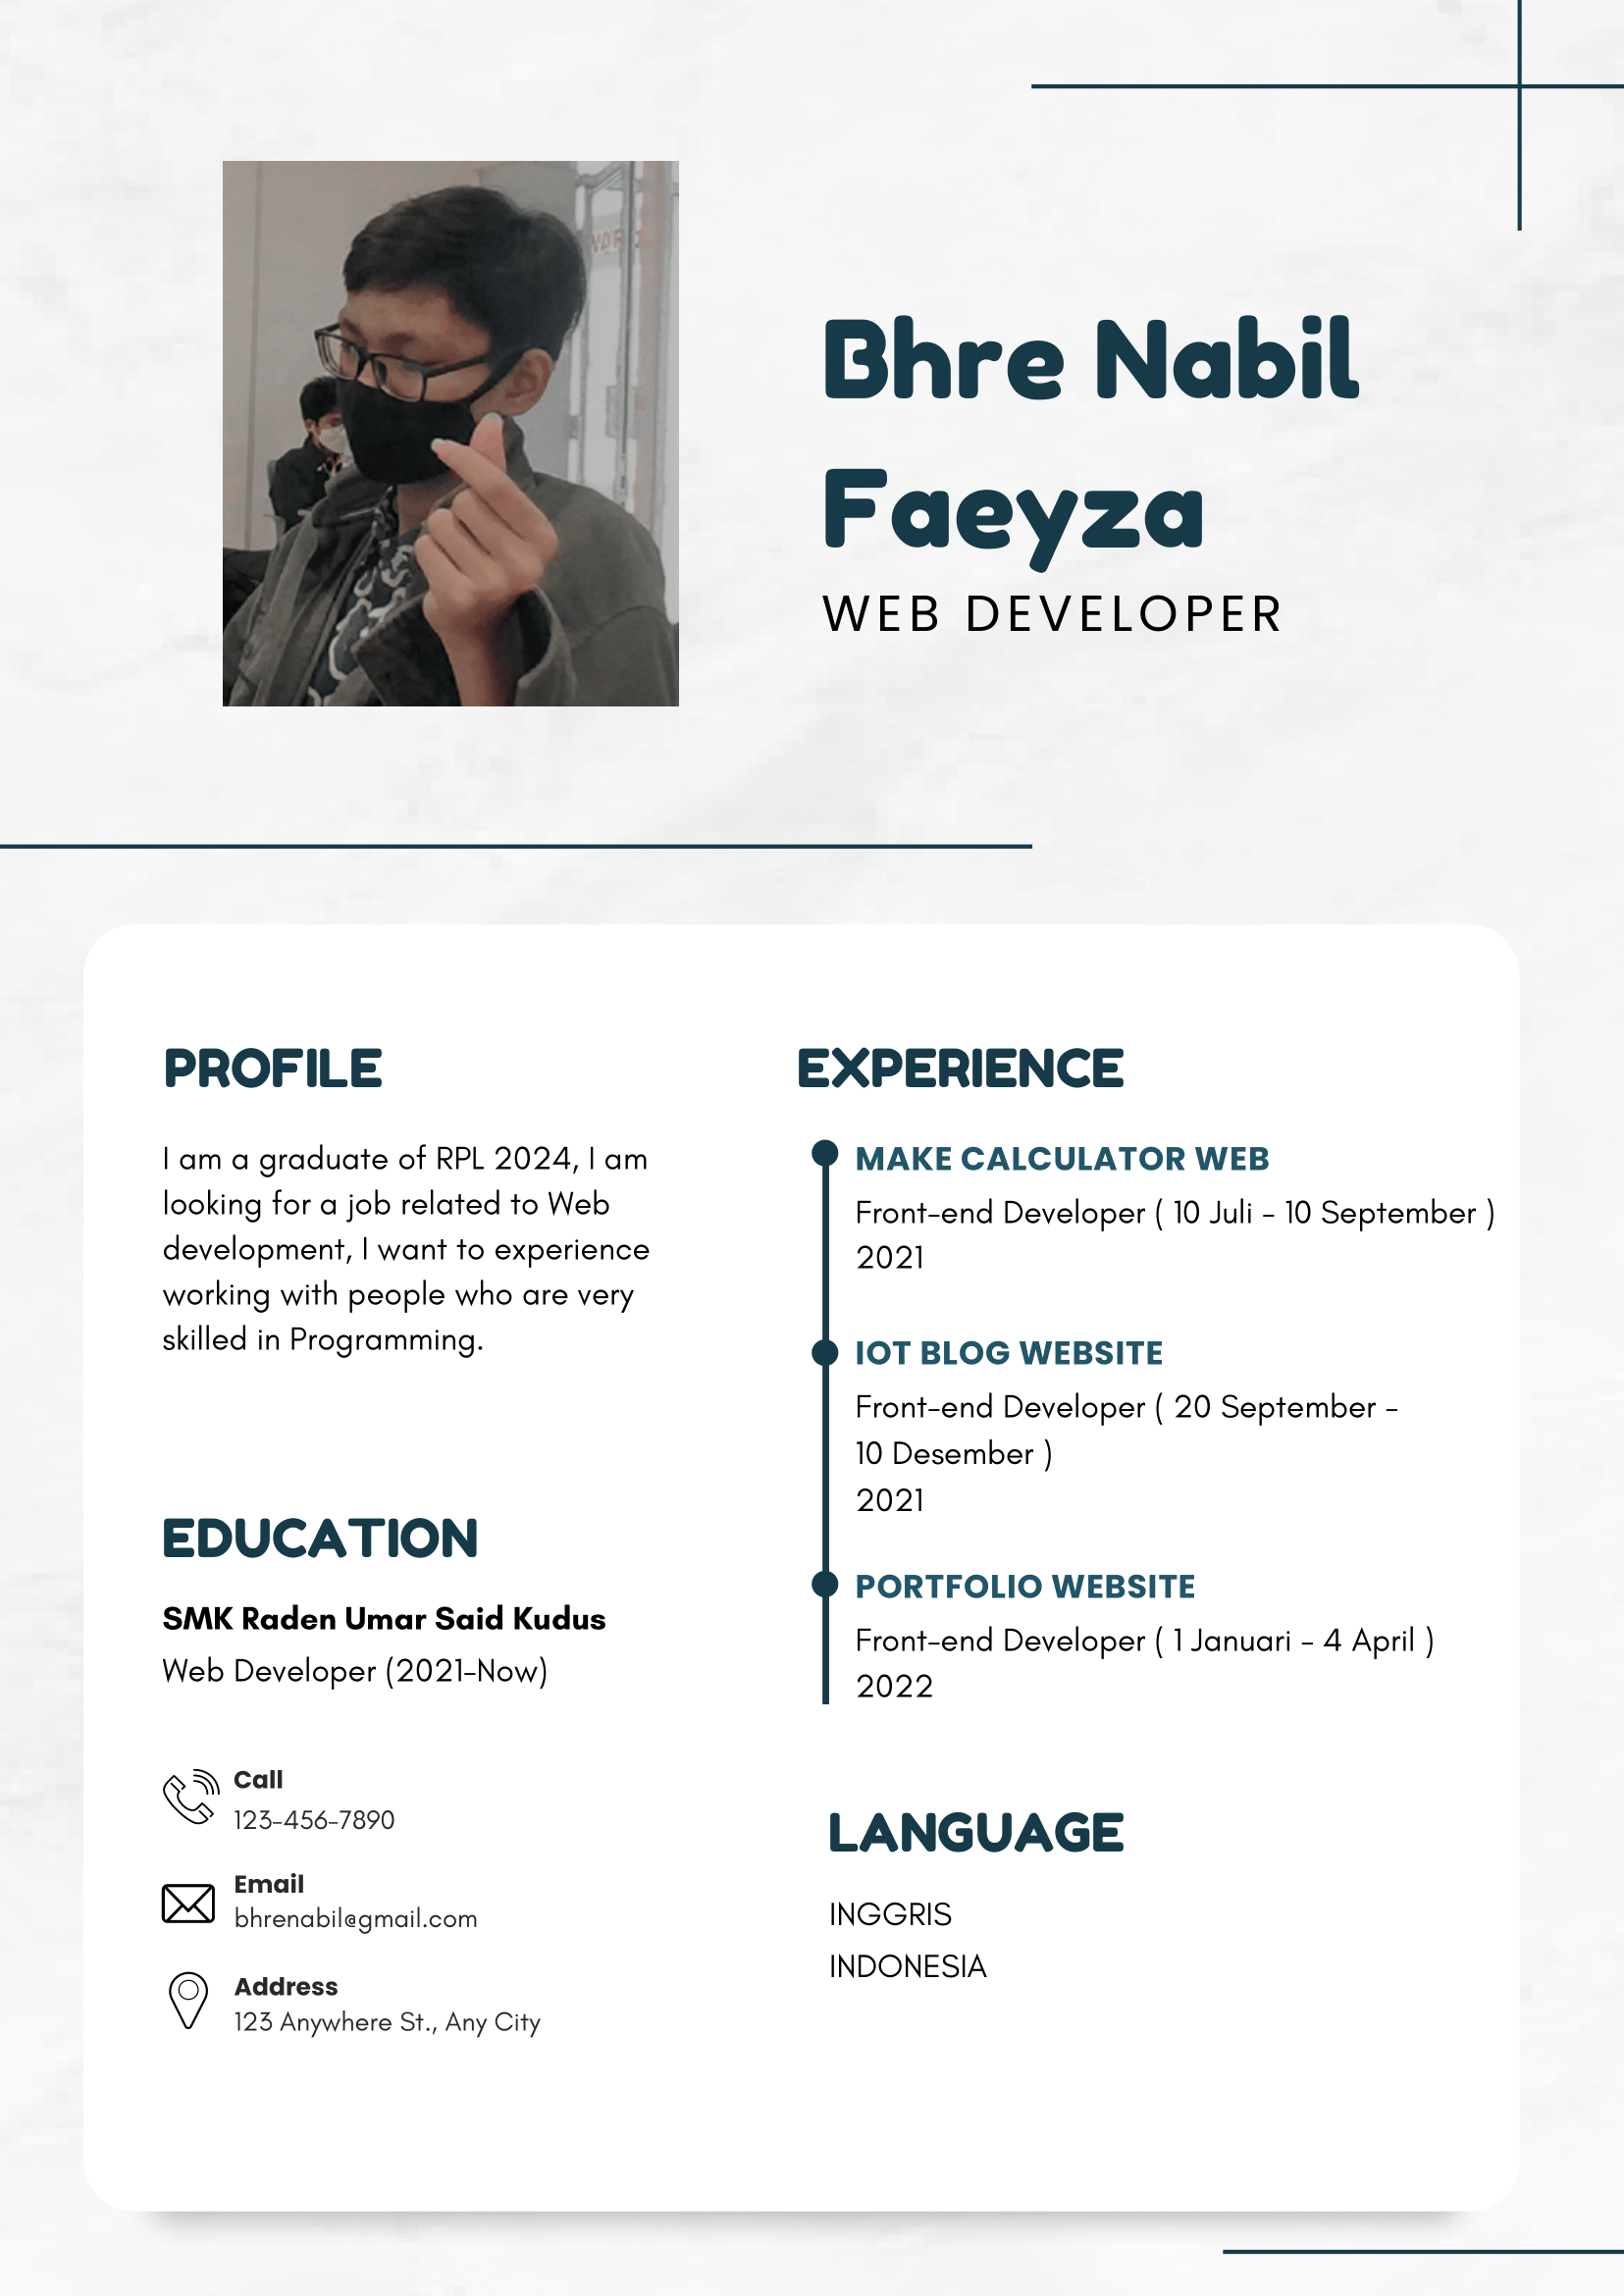 Bhre Nabil
Faeyza
WEB DEVELOPER
PROFILE
I am a graduate of RPL 2024, I am
looking for a job related to Web
development, I want to experience
working with people who are very
skilled in Programming.
EDUCATION
SMK Raden Umar Said Kudus
Web Developer (2021-Now)
Call
123-456-7890
Email
bhrenabil@gmail.com
Address
123 Anywhere St., Any City
EXPERIENCE
MAKE CALCULATOR WEB
Front-end Developer ( 10 Juli - 10 September )
2021
IOT BLOG WEBSITE
Front-end Developer ( 20 September -
10 Desember )
2021
PORTFOLIO WEBSITE
Front-end Developer ( 1 Januari - 4 April )
2022
LANGUAGE
INGGRIS
INDONESIA